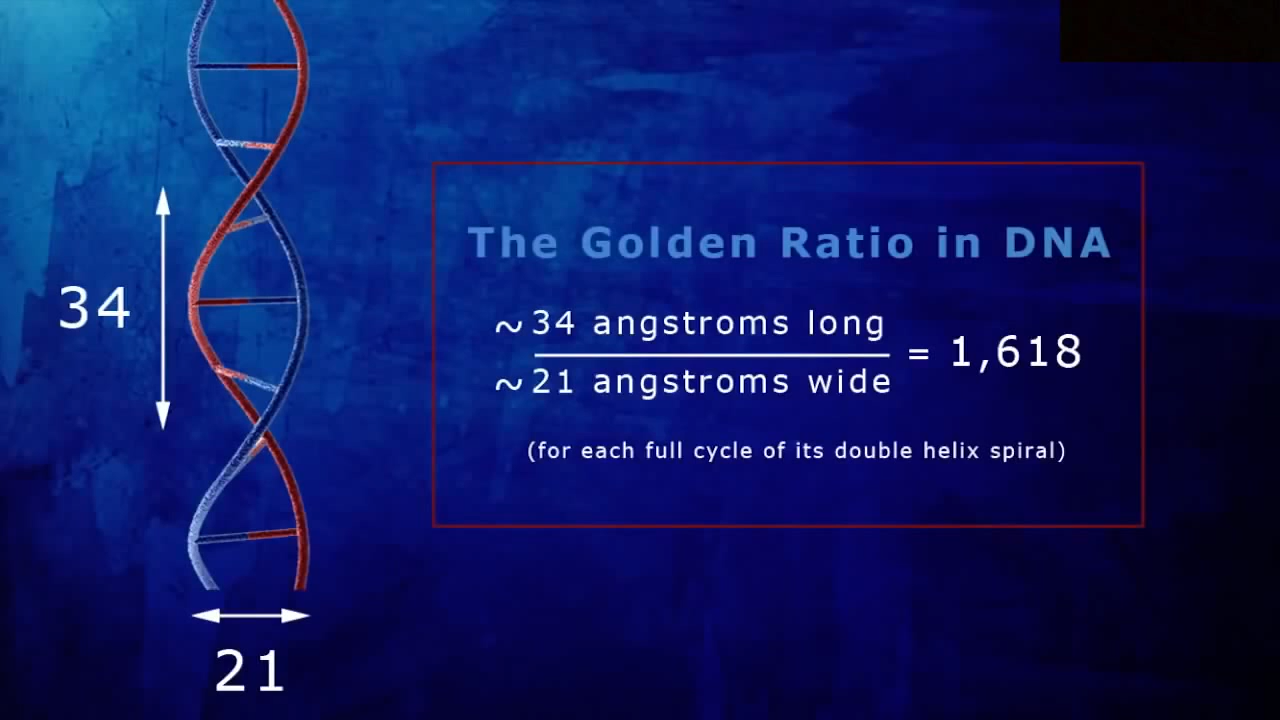 The Golden Ratio in DNA
34
~34 angstroms long
~21 angstroms wide
= 1,618
(for each full cycle of its double helix spiral)
21